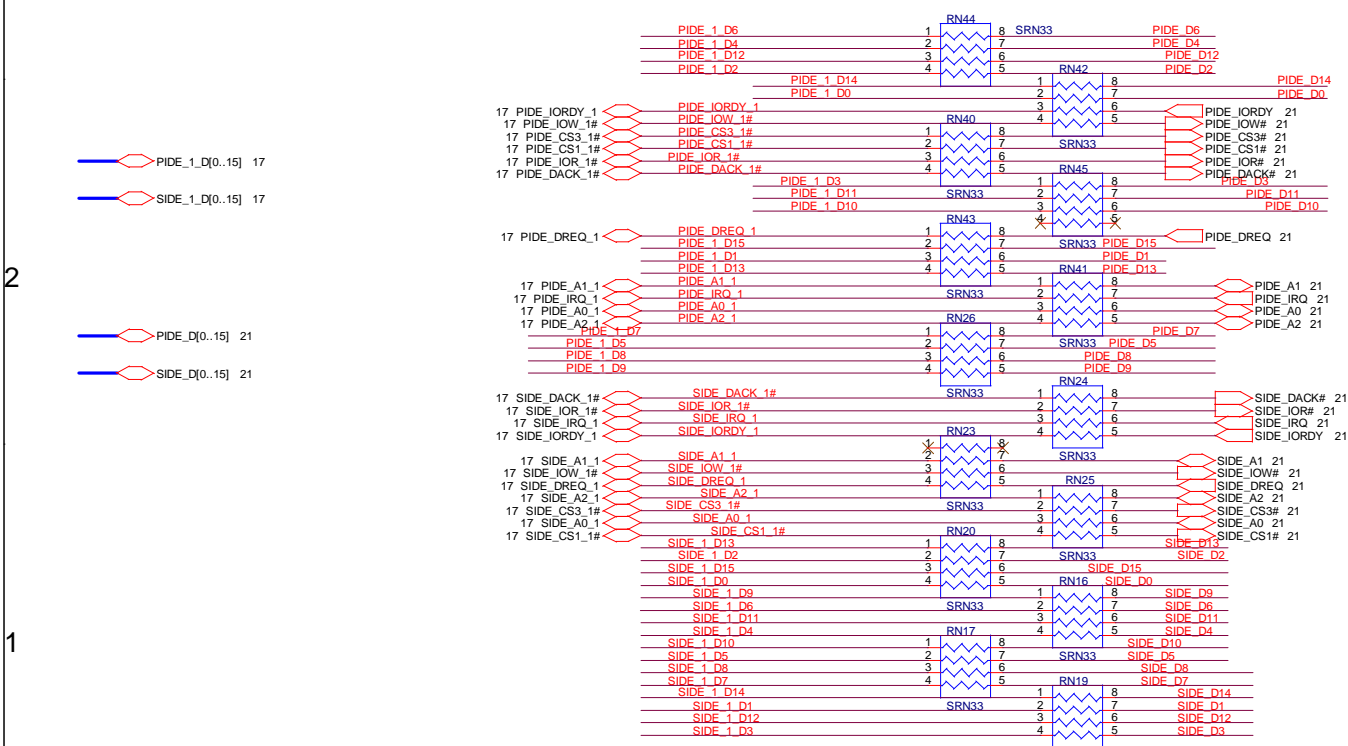 RN44
PIDE_1_D6 1 8 SRN33 PIDE_D6
PIDE_1_D4 2 7 PIDE_D4
PIDE_1_D12 3 6 PIDE_D12
PIDE_1_D2 4 5 PIDE_D2
RN42
PIDE_1_D14 1 8 PIDE_D14
PIDE_1_D0 2 7 PIDE_D0
17 PIDE_IORDY_1 PIDE_IORDY_1 3 6 PIDE_IORDY 21
17 PIDE_IOW_1# PIDE_IOW_1# 4 5 PIDE_IOW# 21
RN40
17 PIDE_CS3_1# PIDE_CS3_1# 1 8 PIDE_CS3# 21
17 PIDE_CS1_1# PIDE_CS1_1# 2 7 SRN33 PIDE_CS1# 21
PIDE_1_D[0..15] 17
17 PIDE_IOR_1# PIDE_IOR_1# 3 6 PIDE_IOR# 21
17 PIDE_DACK_1# PIDE_DACK_1# 4 5 PIDE_DACK# 21
RN45
PIDE_1_D3 1 8 PIDE_D3
SIDE_1_D[0..15] 17
PIDE_1_D11 SRN33 2 7 PIDE_D11
PIDE_1_D10 3 6 PIDE_D10
RN43 4 5
17 PIDE_DREQ_1 PIDE_DREQ_1 1 8 PIDE_DREQ 21
PIDE_1_D15 2 7 SRN33 PIDE_D15
PIDE_1_D1 3 6 PIDE_D1
PIDE_1_D13 4 5 RN41 PIDE_D13
2
17 PIDE_A1_1 PIDE_A1_1 1 8 PIDE_A1 21
17 PIDE_IRQ_1 PIDE_IRQ_1 SRN33 2 7 PIDE_IRQ 21
17 PIDE_A0_1 PIDE_A0_1 3 6 PIDE_A0 21
17 PIDE_A2_1 PIDE_A2_1 RN26 4 5 PIDE_A2 21
PIDE_D[0..15] 21
PIDE_1_D7 1 8 PIDE_D7
PIDE_1_D5 2 7 SRN33 PIDE_D5
PIDE_1_D8 3 6 PIDE_D8
PIDE_1_D9 4 5 PIDE_D9
SIDE_D[0..15] 21
RN24
17 SIDE_DACK_1# SIDE_DACK_1# SRN33 1 8 SIDE_DACK# 21
17 SIDE_IOR_1# SIDE_IOR_1# 2 7 SIDE_IOR# 21
17 SIDE_IRQ_1 SIDE_IRQ_1 3 6 SIDE_IRQ 21
17 SIDE_IORDY_1 SIDE_IORDY_1 RN23 4 5 SIDE_IORDY 21
1 8
17 SIDE_A1_1 SIDE_A1_1 2 7 SRN33 SIDE_A1 21
17 SIDE_IOW_1# SIDE_IOW_1# 3 6 SIDE_IOW# 21
17 SIDE_DREQ_1 SIDE_DREQ_1 4 5 RN25 SIDE_DREQ 21
17 SIDE_A2_1 SIDE_A2_1 1 8 SIDE_A2 21
17 SIDE_CS3_1# SIDE_CS3_1# SRN33 2 7 SIDE_CS3# 21
17 SIDE_A0_1 SIDE_A0_1 3 6 SIDE_A0 21
17 SIDE_CS1_1# SIDE_CS1_1# RN20 4 5 SIDE_CS1# 21
SIDE_1_D13 1 8 SIDE_D13
SIDE_1_D2 2 7 SRN33 SIDE_D2
SIDE_1_D15 3 6 SIDE_D15
SIDE_1_D0 4 5 RN16 SIDE_D0
SIDE_1_D9 1 8 SIDE_D9
SIDE_1_D6 SRN33 2 7 SIDE_D6
SIDE_1_D11 3 6 SIDE_D11
SIDE_1_D4 RN17 4 5 SIDE_D4
1
SIDE_1_D10 1 8 SIDE_D10
SIDE_1_D5 2 7 SRN33 SIDE_D5
SIDE_1_D8 3 6 SIDE_D8
SIDE_1_D7 4 5 RN19 SIDE_D7
SIDE_1_D14 1 8 SIDE_D14
SIDE_1_D1 SRN33 2 7 SIDE_D1
SIDE_1_D12 3 6 SIDE_D12
SIDE_1_D3 4 5 SIDE_D3